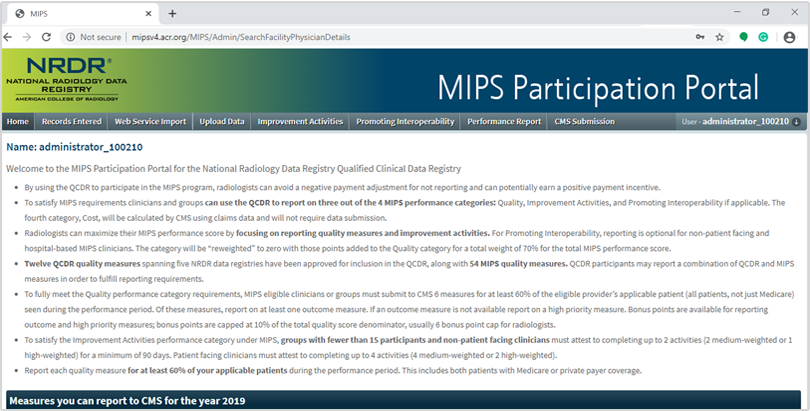 MIPS
Not secure | mipsv4.acr.org/MIPS/Admin/SearchFacilityPhysicianDetails
NRDR®
NATIONAL RADIOLOGY DATA
REGISTRY
AMERICAN COLLEGE OF RADIOLOGY
MIPS Participation Portal
Home Records Entered Web Service Import Upload Data Improvement Activities Promoting Interoperability Performance Report CMS Submission User - administrator_100210
Name: administrator_100210
Welcome to the MIPS Participation Portal for the National Radiology Data Registry Qualified Clinical Data Registry
• By using the QCDR to participate in the MIPS program, radiologists can avoid a negative payment adjustment for not reporting and can potentially earn a positive payment incentive.
• To satisfy MIPS requirements clinicians and groups can use the QCDR to report on three out of the 4 MIPS performance categories: Quality, Improvement Activities, and Promoting Interoperability if applicable. The
fourth category, Cost, will be calculated by CMS using claims data and will not require data submission.
• Radiologists can maximize their MIPS performance score by focusing on reporting quality measures and improvement activities. For Promoting Interoperability, reporting is optional for non-patient facing and
hospital-based MIPS clinicians. The category will be "reweighted" to zero with those points added to the Quality category for a total weight of 70% for the total MIPS performance score.
• Twelve QCDR quality measures spanning five NRDR data registries have been approved for inclusion in the QCDR, along with 54 MIPS quality measures. QCDR participants may report a combination of QCDR and MIPS
measures in order to fulfill reporting requirements.
• To fully meet the Quality performance category requirements, MIPS eligible clinicians or groups must submit to CMS 6 measures for at least 60% of the eligible provider's applicable patient (all patients, not just Medicare)
seen during the performance period. Of these measures, report on at least one outcome measure. If an outcome measure is not available report on a high priority measure. Bonus points are available for reporting
outcome and high priority measures; bonus points are capped at 10% of the total quality score denominator, usually 6 bonus point cap for radiologists.
• To satisfy the Improvement Activities performance category under MIPS, groups with fewer than 15 participants and non-patient facing clinicians must attest to completing up to 2 activities (2 medium-weighted or 1
high-weighted) for a minimum of 90 days. Patient facing clinicians must attest to completing up to 4 activities (4 medium-weighted or 2 high-weighted).
• Report each quality measure for at least 60% of your applicable patients during the performance period. This includes both patients with Medicare or private payer coverage.
Measures you can report to CMS for the year 2019